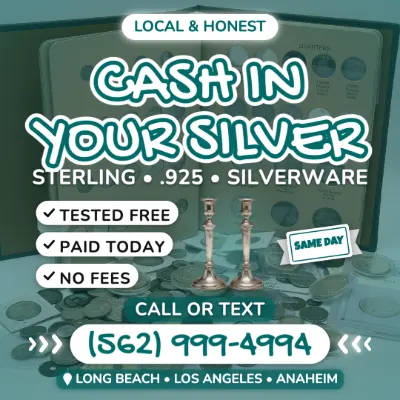 LOCAL & HONEST
CASH IN
YOUR SILVER
STERLING • .925 • SILVERWARE
TESTED FREE
PAID TODAY
NO FEES
SAME DAY
CALL OR TEXT
(562) 999-4994
LONG BEACH • LOS ANGELES • ANAHEIM